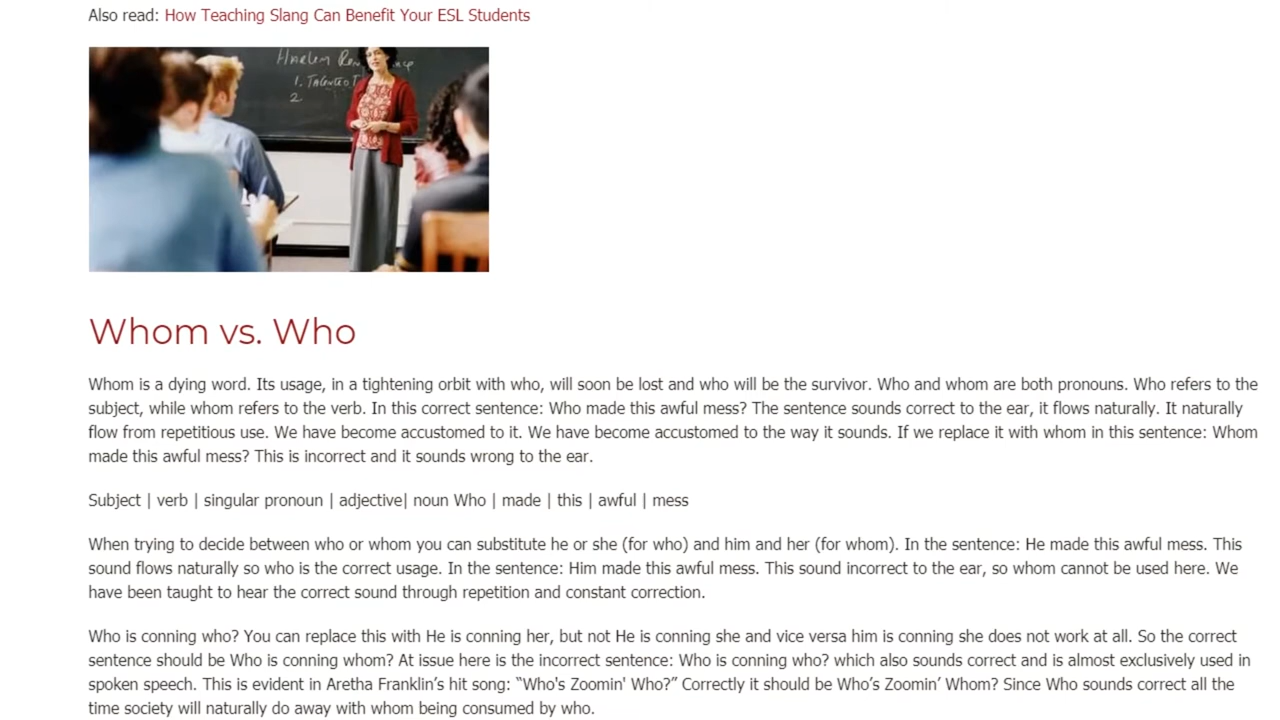 Also read: How Teaching Slang Can Benefit Your ESL Students
Harlem Ren
1. Talented T
2
Whom vs. Who
Whom is a dying word. Its usage, in a tightening orbit with who, will soon be lost and who will be the survivor. Who and whom are both pronouns. Who refers to the
subject, while whom refers to the verb. In this correct sentence: Who made this awful mess? The sentence sounds correct to the ear, it flows naturally. It naturally
flow from repetitious use. We have become accustomed to it. We have become accustomed to the way it sounds. If we replace it with whom in this sentence: Whom
made this awful mess? This is incorrect and it sounds wrong to the ear.
Subject | verb | singular pronoun | adjective| noun Who | made | this | awful | mess
When trying to decide between who or whom you can substitute he or she (for who) and him and her (for whom). In the sentence: He made this awful mess. This
sound flows naturally so who is the correct usage. In the sentence: Him made this awful mess. This sound incorrect to the ear, so whom cannot be used here. We
have been taught to hear the correct sound through repetition and constant correction.
Who is conning who? You can replace this with He is conning her, but not He is conning she and vice versa him is conning she does not work at all. So the correct
sentence should be Who is conning whom? At issue here is the incorrect sentence: Who is conning who? which also sounds correct and is almost exclusively used in
spoken speech. This is evident in Aretha Franklin’s hit song: “Who's Zoomin' Who?” Correctly it should be Who’s Zoomin’ Whom? Since Who sounds correct all the
time society will naturally do away with whom being consumed by who.